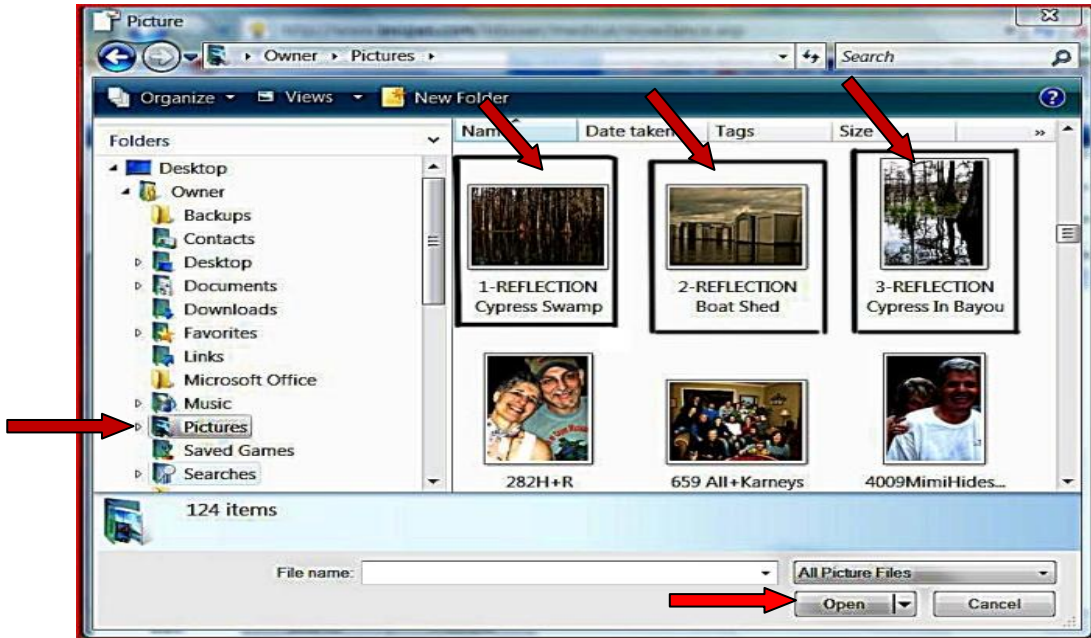 Picture
Owner Pictures
Search
Organize Views New Folder
Folders
Name Date taken Tags Size »
Desktop
Owner
Backups
Contacts
Desktop
Documents
Downloads
Favorites
Links
Microsoft Office
Music
Pictures
Saved Games
Searches
1-REFLECTION
Cypress Swamp
2-REFLECTION
Boat Shed
3-REFLECTION
Cypress In Bayou
282H+R
659 All+Karneys
4009MimiHides...
124 items
File name:
All Picture Files
Open
Cancel